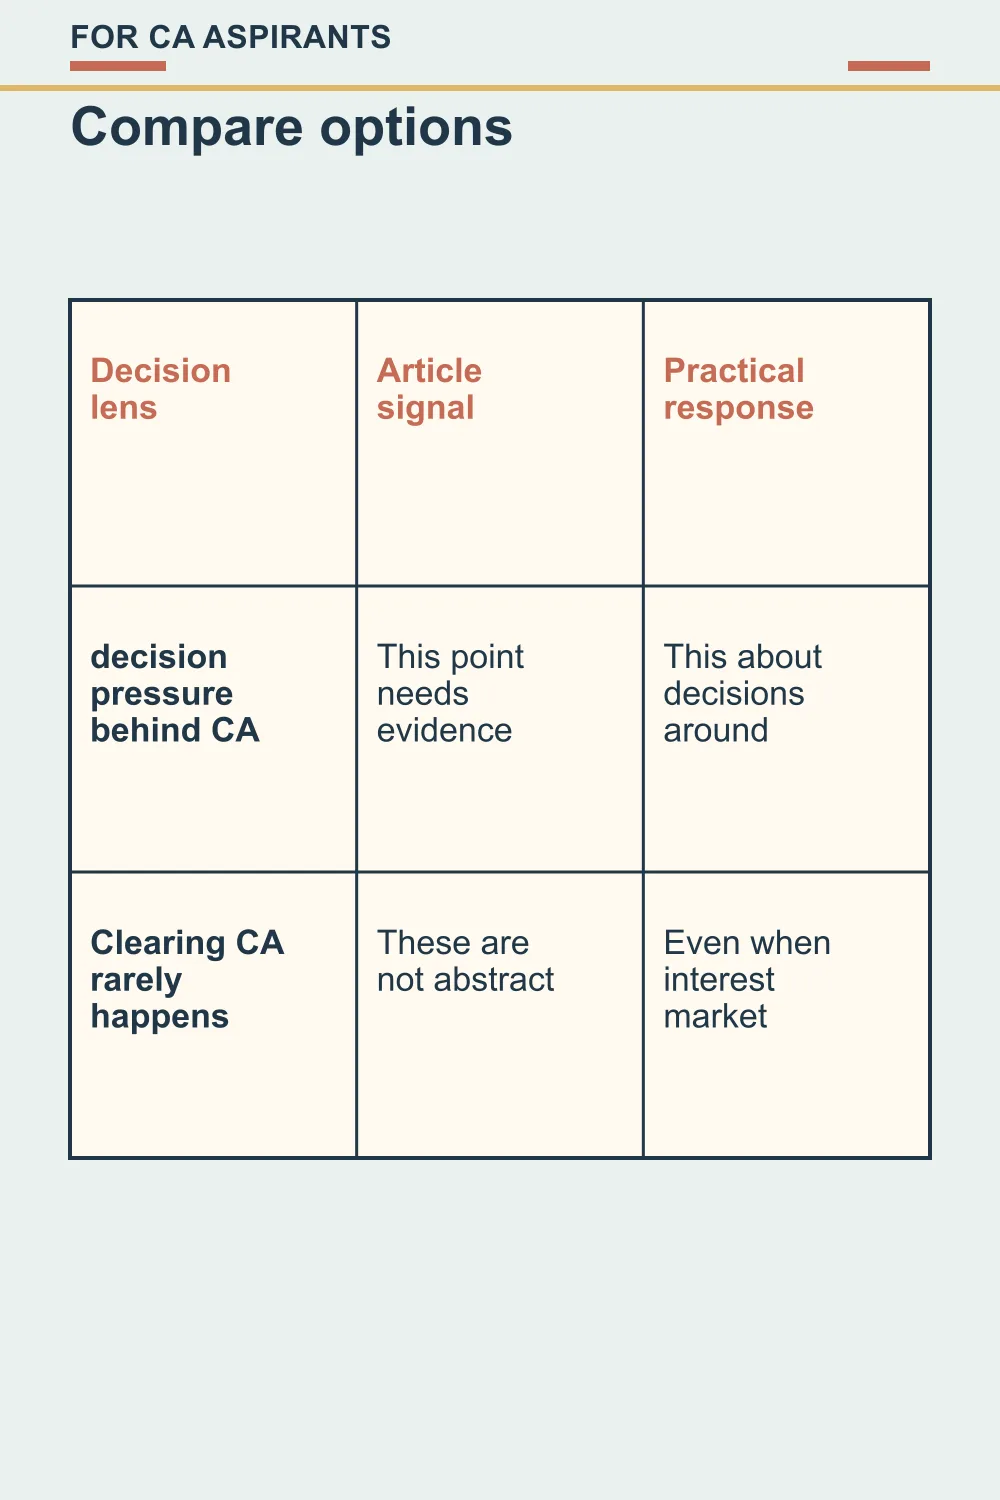 FOR CA ASPIRANTS
Compare options
Decision
lens
Article
signal
Practical
response
decision
pressure
behind CA
This point
needs
evidence
This about
decisions
around
Clearing CA
rarely
happens
These are
not abstract
Even when
interest
market